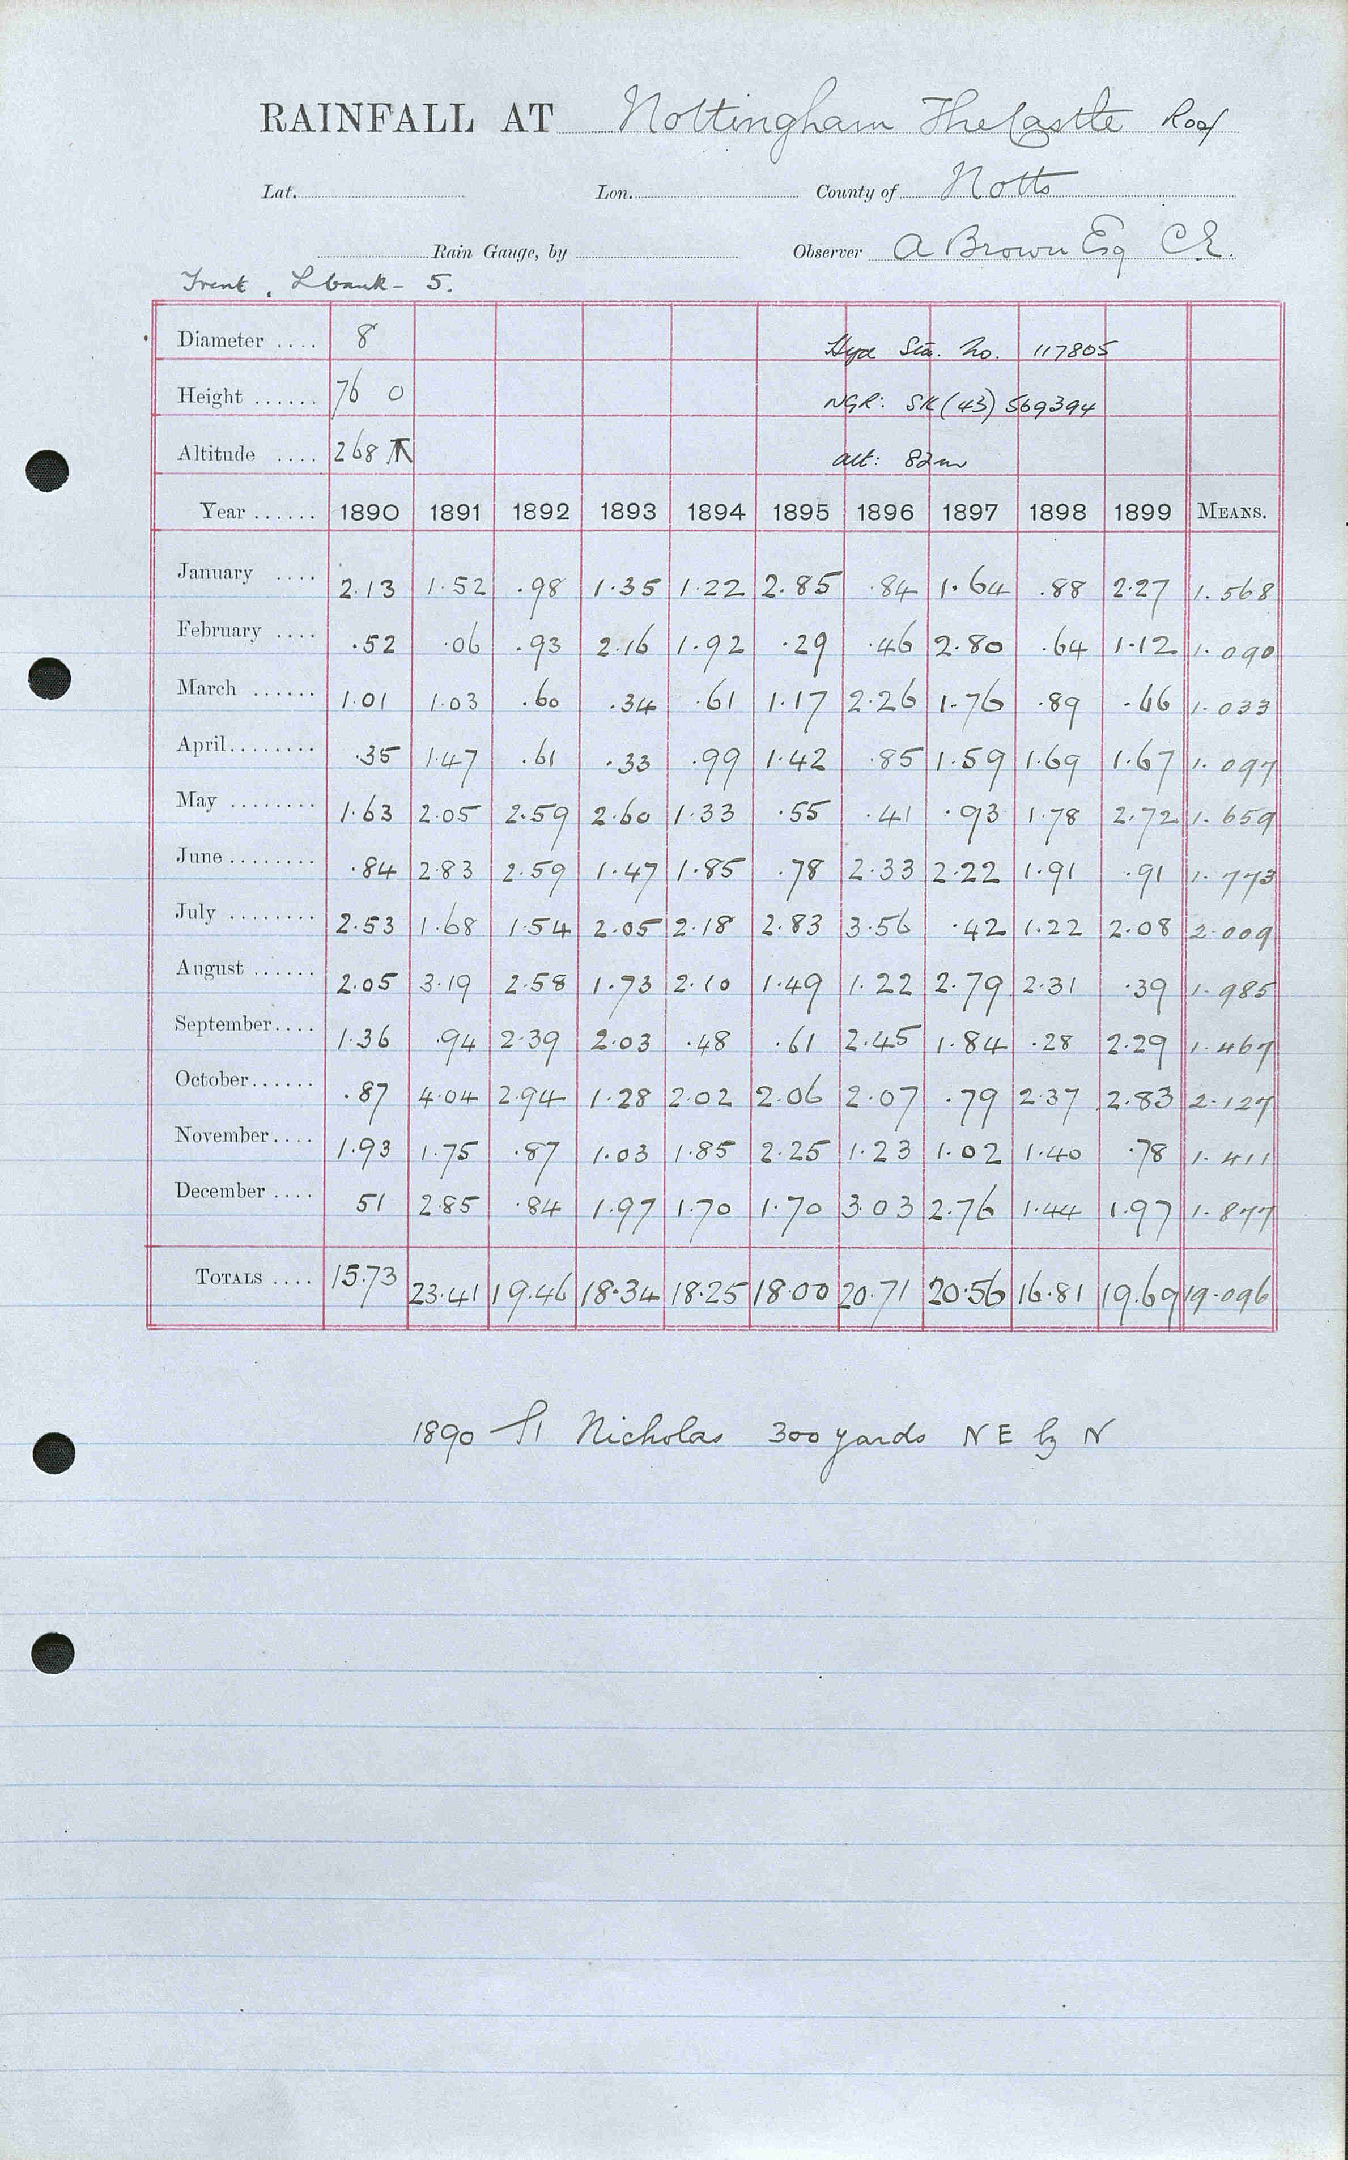 RAINFALL AT Nottingham The Castle Roof
Lat. Lon. County of Notts
Rain Gauge, by Observer A Brown Esq C.E.
Trent. L bank - 5.
Diameter .... 8 Hyd Sta. No. 117805
Height ...... 76 0 NGR: SK (43) 569394
Altitude .... 268 alt: 82m
Year ...... 1890 1891 1892 1893 1894 1895 1896 1897 1898 1899 MEANS.
January .... 2.13 1.52 .98 1.35 1.22 2.85 .84 1.64 .88 2.27 1.568
February .... .52 .06 .93 2.16 1.92 .29 .46 2.80 .64 1.12 1.090
March ...... 1.01 1.03 .60 .34 .61 1.17 2.26 1.76 .89 .66 1.033
April ........ .35 1.47 .61 .33 .99 1.42 .85 1.59 1.69 1.67 1.097
May ........ 1.63 2.05 2.59 2.60 1.33 .55 .41 .93 1.78 2.72 1.659
June ........ .84 2.83 2.59 1.47 1.85 .78 2.33 2.22 1.91 .91 1.773
July ........ 2.53 1.68 1.54 2.05 2.18 2.83 3.56 .42 1.22 2.08 2.009
August ...... 2.05 3.19 2.58 1.73 2.10 1.49 1.22 2.79 2.31 .39 1.985
September .... 1.36 .94 2.39 2.03 .48 .61 2.45 1.84 .28 2.29 1.467
October ...... .87 4.04 2.94 1.28 2.02 2.06 2.07 .79 2.37 2.83 2.127
November .... 1.93 1.75 .87 1.03 1.85 2.25 1.23 1.02 1.40 .78 1.411
December .... 51 2.85 .84 1.97 1.70 1.70 3.03 2.76 1.44 1.97 1.877
TOTALS .... 15.73 23.41 19.46 18.34 18.25 18.00 20.71 20.56 16.81 19.69 19.096
1890 St Nicholas 300 yards N E by N